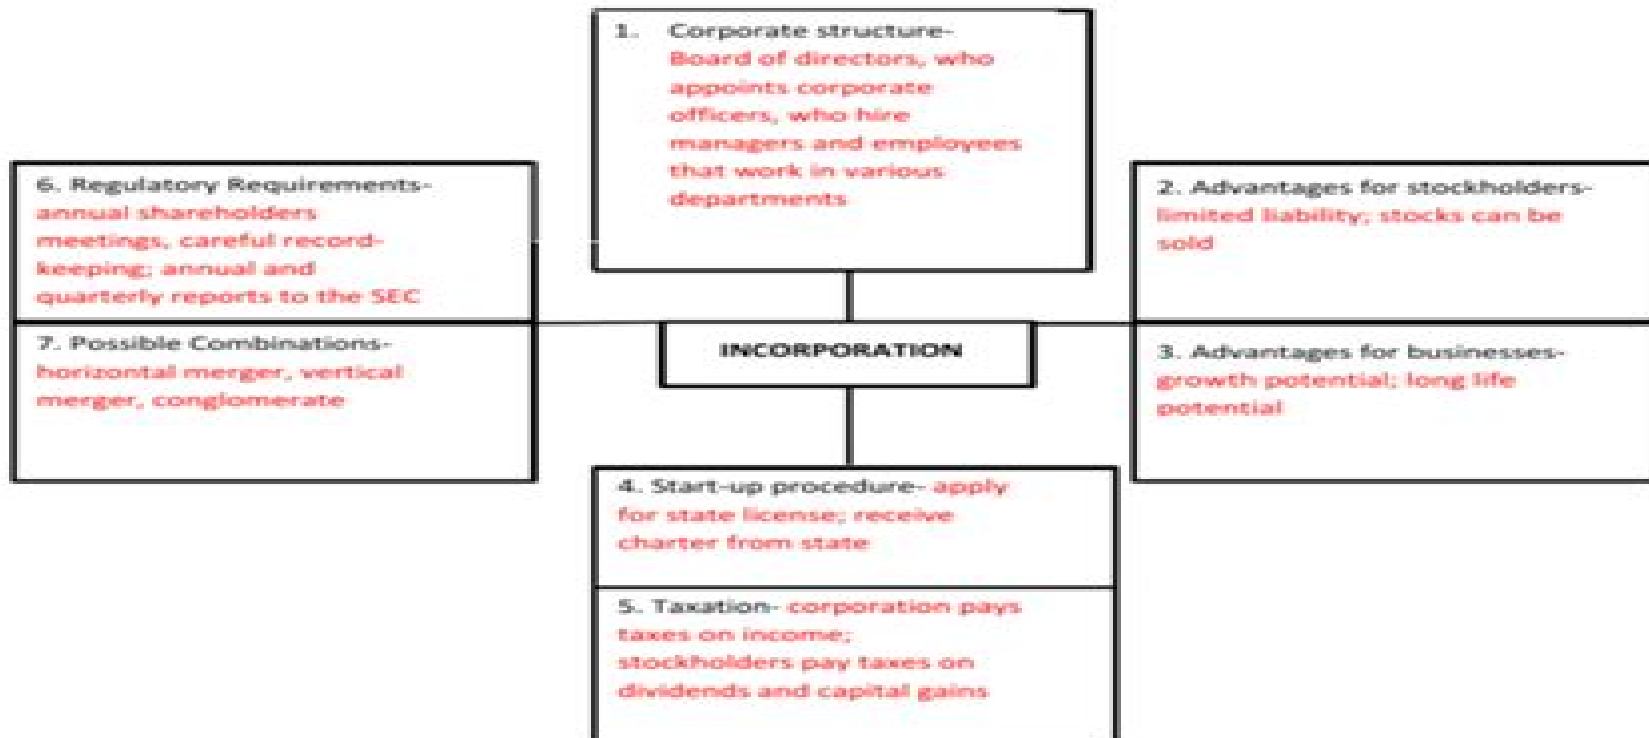 1. Corporate structure-
Board of directors, who
appoints corporate
officers, who hire
managers and employees
that work in various
departments
6. Regulatory Requirements-
annual shareholders
meetings, careful record-
keeping; annual and
quarterly reports to the SEC
2. Advantages for stockholders-
limited liability; stocks can be
sold
7. Possible Combinations-
horizontal merger, vertical
merger, conglomerate
INCORPORATION
3. Advantages for businesses-
growth potential; long life
potential
4. Start-up procedure- apply
for state license; receive
charter from state
5. Taxation- corporation pays
taxes on income;
stockholders pay taxes on
dividends and capital gains